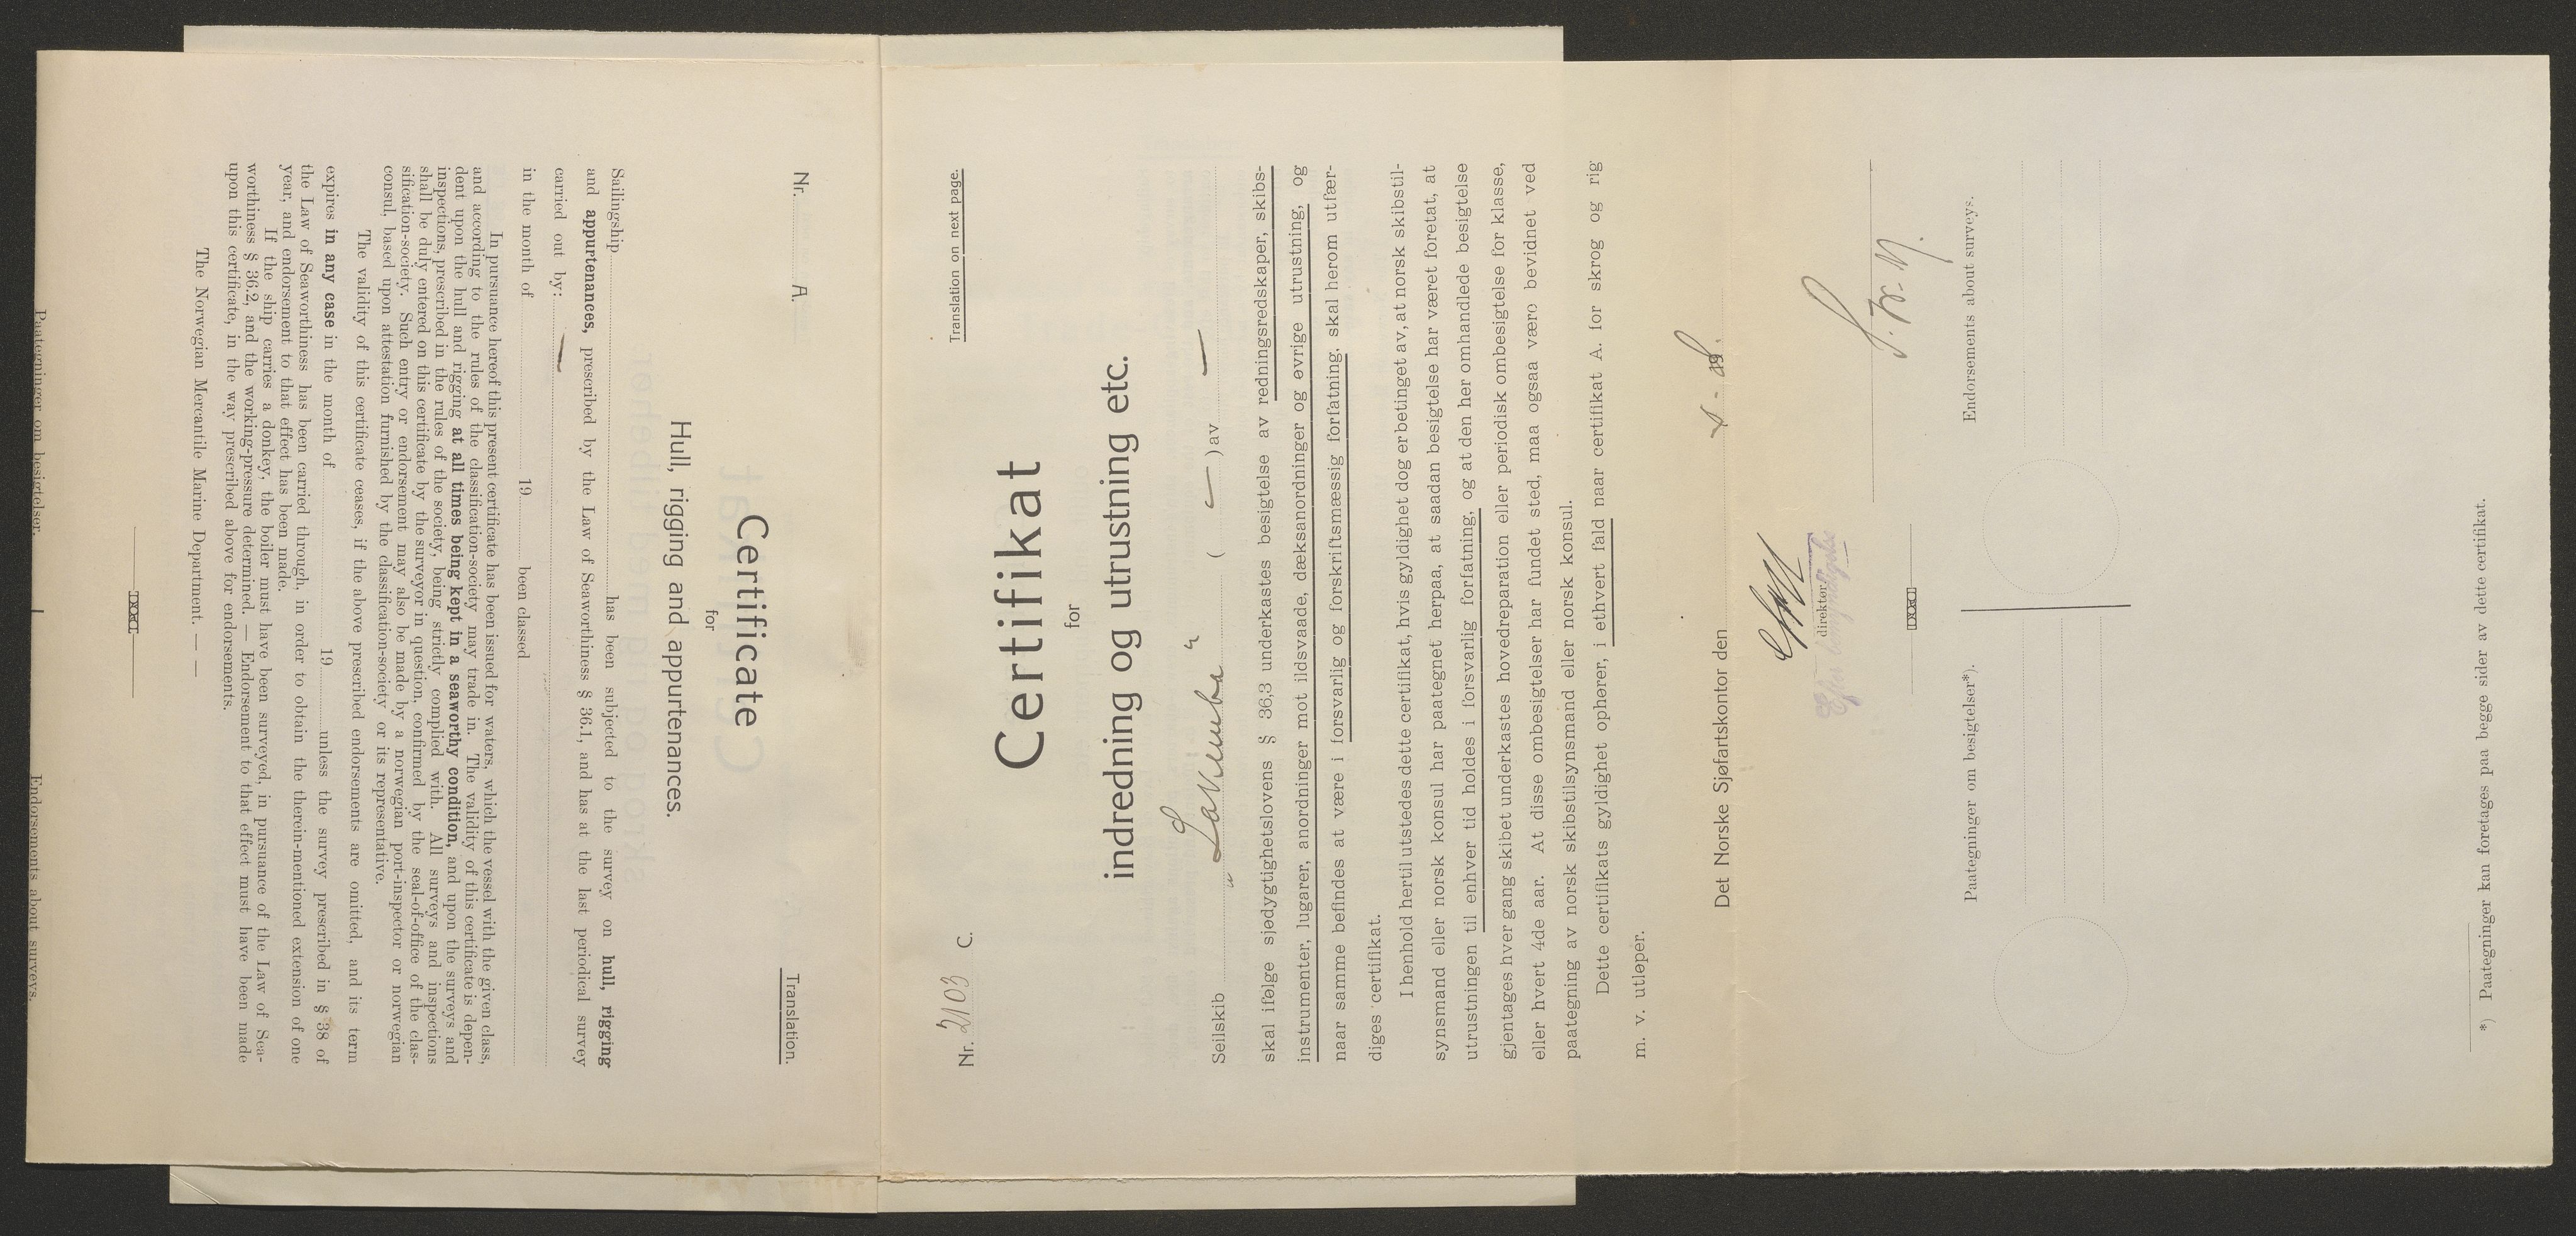 Nr. A.
Translation.
Certificate
for
Hull, rigging and appurtenances.
Sailingship has been subjected to the survey on hull, rigging
and appurtenances, prescribed by the Law of Seaworthiness § 36.1, and has at the last periodical survey
carried out by: —
in the month of 19 been classed
In pursuance hereof this present certificate has been issued for waters, which the vessel with the given class,
and according to the rules of the classification-society may trade in. The validity of this certificate is depen-
dent upon the hull and rigging at all times being kept in a seaworthy condition, and upon the surveys and
inspections, prescribed in the rules of the society, being strictly complied with. All surveys and inspections
shall be duly entered on this certificate by the surveyor in question, confirmed by the seal-of-office of the clas-
sification-society. Such entry or endorsement may also be made by a norwegian port-inspector or norwegian
consul, based upon attestation furnished by the classification-society or its representative.
The validity of this certificate ceases, if the above prescribed endorsements are omitted, and its term
expires in any case in the month of 19 unless the survey prescribed in § 38 of
the Law of Seaworthiness has been carried through, in order to obtain the therein-mentioned extension of one
year, and endorsement to that effect has been made.
If the ship carries a donkey, the boiler must have been surveyed, in pursuance of the Law of Sea-
worthiness § 36.2, and the working-pressure determined. — Endorsement to that effect must have been made
upon this certificate, in the way prescribed above for endorsements.
The Norwegian Mercantile Marine Department. — —
Paategninger om besigtelser.
Endorsements about surveys.
Nr. 2103 C.
Translation on next page.
Certifikat
for
indredning og utrustning etc.
Seilskib " Lakemba " ( — ) av —
skal ifølge sjødygtighetslovens § 36,3 underkastes besigtelse av redningsredskaper, skibs-
instrumenter, lugarer, anordninger mot ildsvaade, dæksanordninger og øvrige utrustning, og
naar samme befindes at være i forsvarlig og forskriftsmæssig forfatning, skal herom utfær-
diges certifikat.
I henhold hertil utstedes dette certifikat, hvis gyldighet dog er betinget av, at norsk skibstil-
synsmand eller norsk konsul har paategnet herpaa, at saadan besigtelse har været foretat, at
utrustningen til enhver tid holdes i forsvarlig forfatning, og at den her omhandlede besigtelse
gjentages hver gang skibet underkastes hovedreparation eller periodisk ombesigtelse for klasse,
eller hvert 4de aar. At disse ombesigtelser har fundet sted, maa ogsaa være bevidnet ved
paategning av norsk skibstilsynsmand eller norsk konsul.
Dette certifikats gyldighet ophører, i ethvert fald naar certifikat A. for skrog og rig
m. v. utløper.
Det Norske Sjøfartskontor den
direktør
Paategninger om besigtelser*).
Endorsements about surveys.
*) Paategninger kan foretages paa begge sider av dette certifikat.